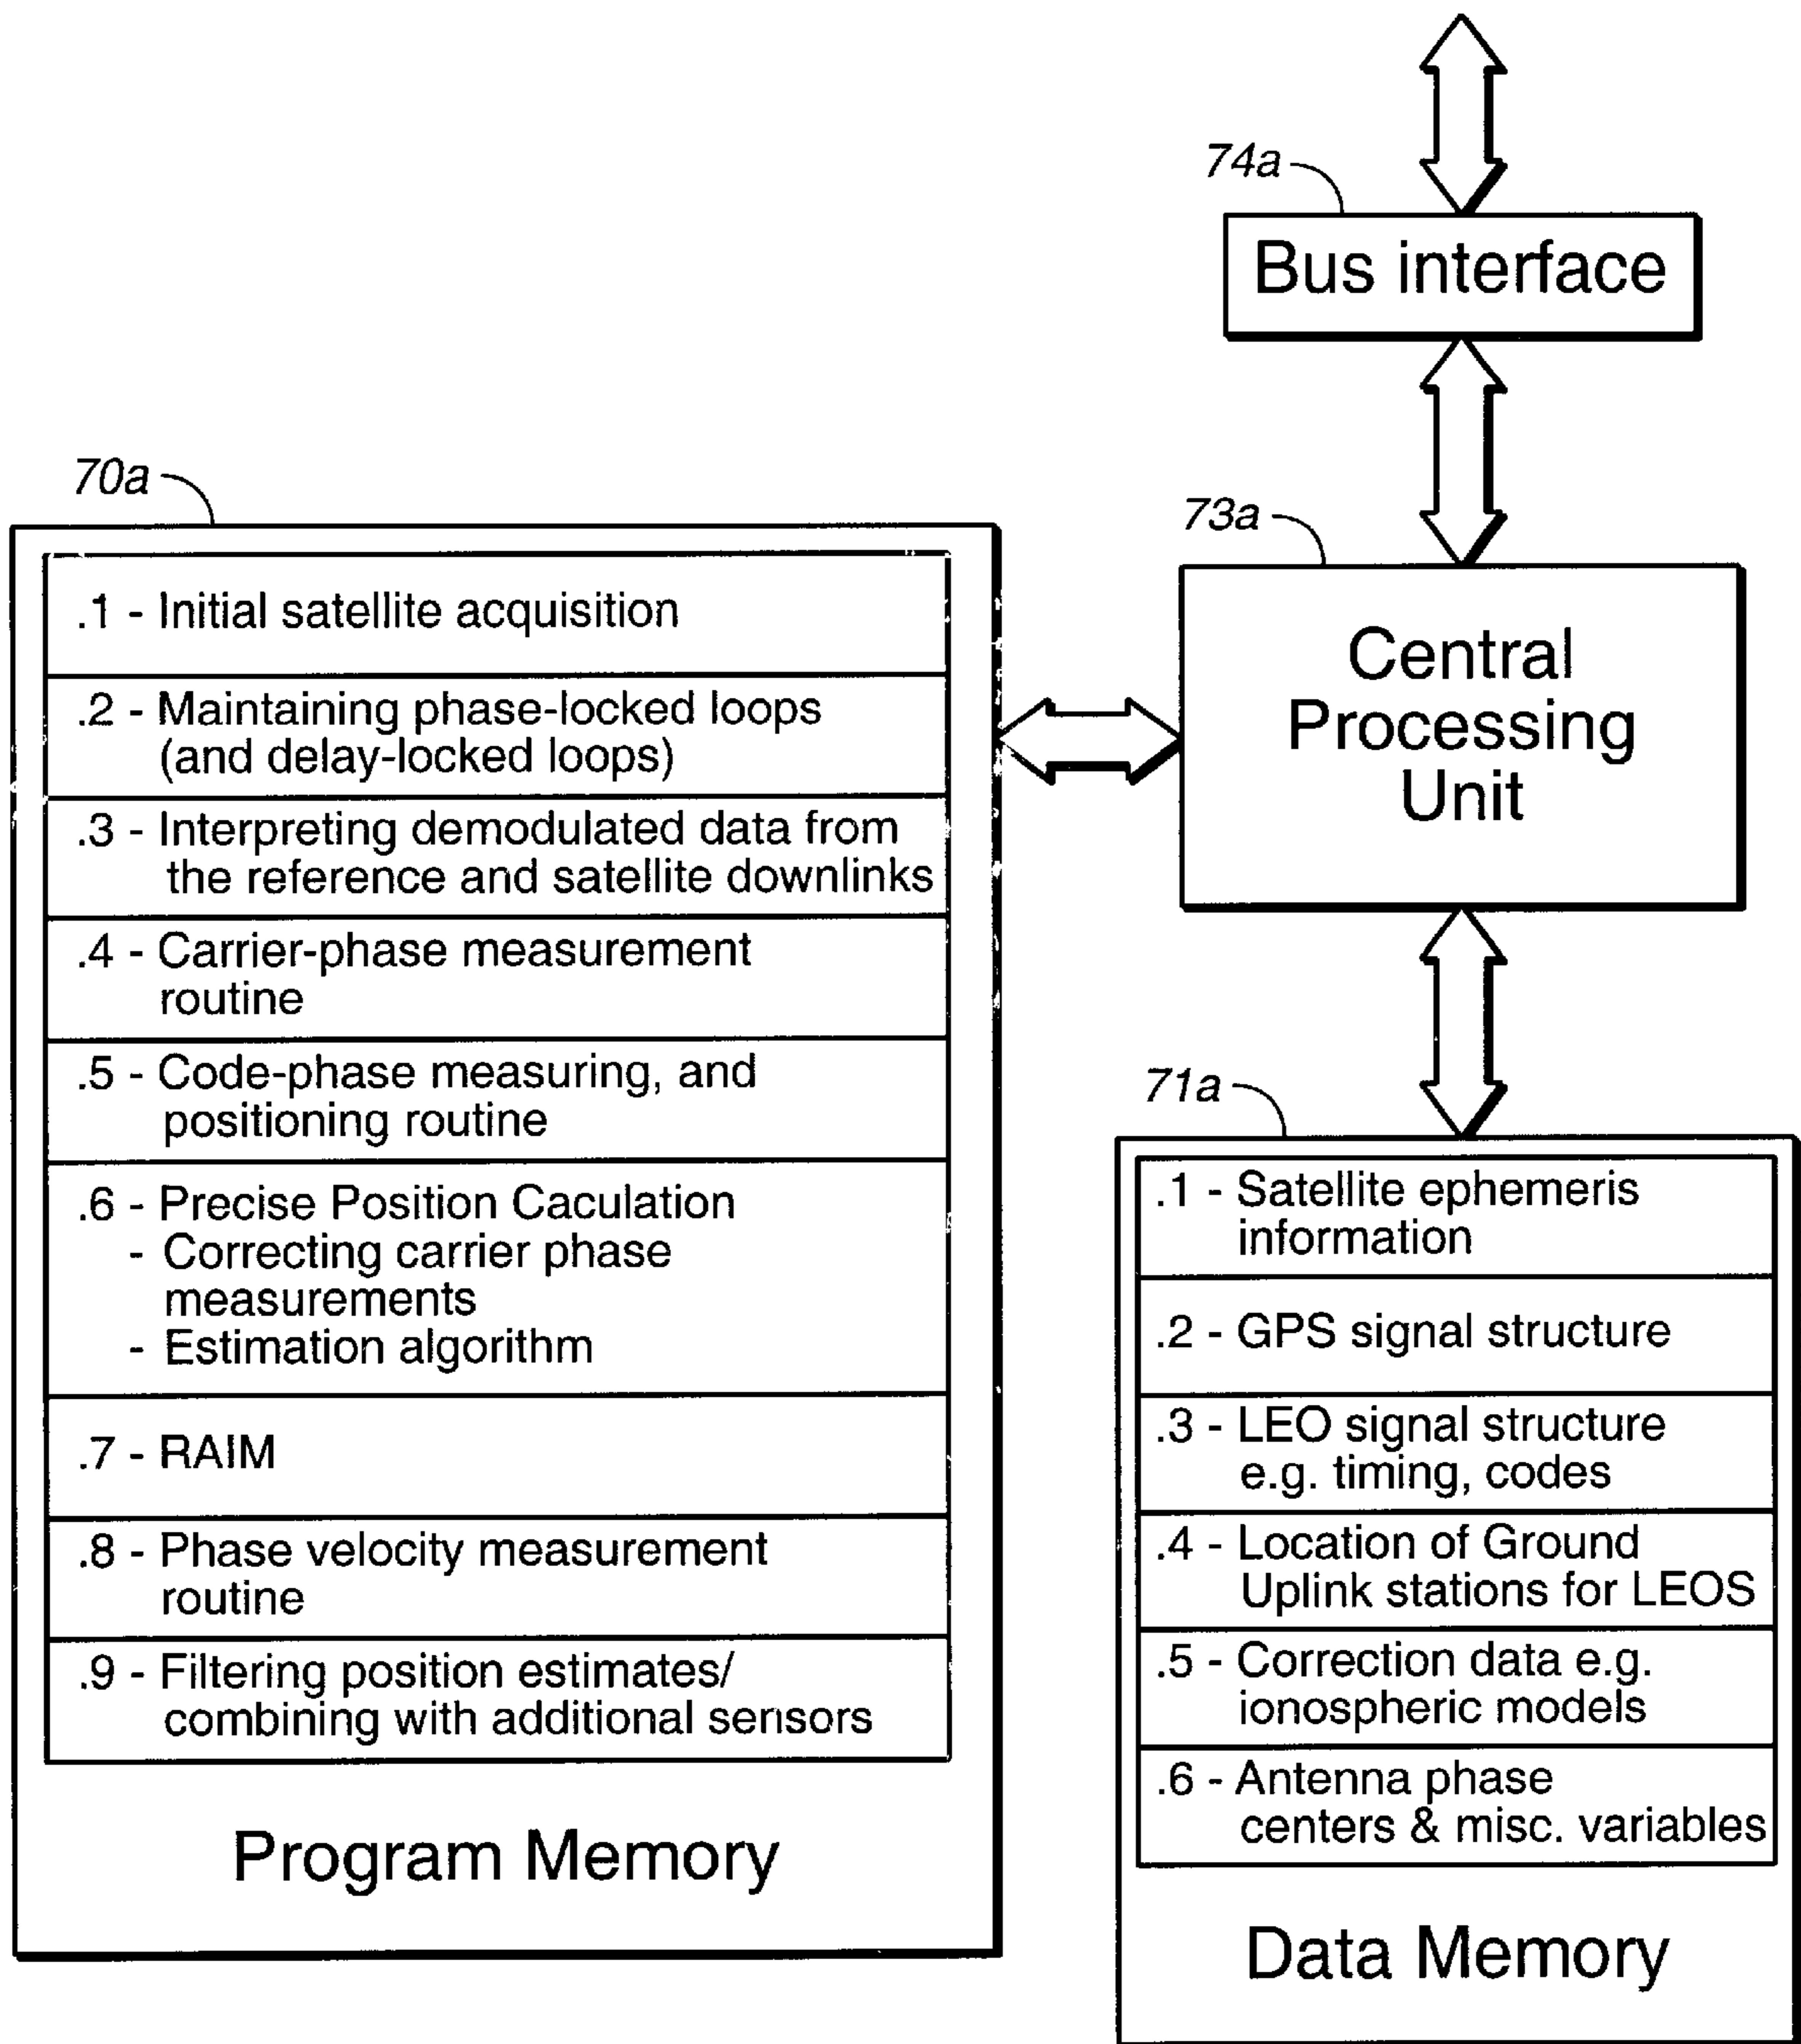 74a
Bus interface
70a
.1 - Initial satellite acquisition
.2 - Maintaining phase-locked loops
(and delay-locked loops)
.3 - Interpreting demodulated data from
the reference and satellite downlinks
.4 - Carrier-phase measurement
routine
.5 - Code-phase measuring, and
positioning routine
.6 - Precise Position Caculation
- Correcting carrier phase
measurements
- Estimation algorithm
.7 - RAIM
.8 - Phase velocity measurement
routine
.9 - Filtering position estimates/
combining with additional sensors
Program Memory
73a
Central
Processing
Unit
71a
.1 - Satellite ephemeris
information
.2 - GPS signal structure
.3 - LEO signal structure
e.g. timing, codes
.4 - Location of Ground
Uplink stations for LEOS
.5 - Correction data e.g.
ionospheric models
.6 - Antenna phase
centers & misc. variables
Data Memory